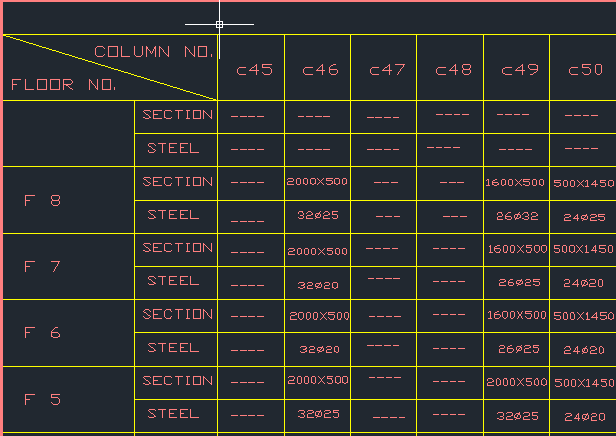 COLUMN NO.
FLOOR NO.
c45 c46 c47 c48 c49 c50
SECTION ---- ---- ---- ---- ---- ----
STEEL ---- ---- ---- ---- ---- ----
F 8
SECTION ---- 2000X500 --- --- 1600X500 500X1450
STEEL ---- 32ø25 --- --- 26ø32 24ø25
F 7
SECTION ---- 2000X500 ---- ---- 1600X500 500X1450
STEEL ---- 32ø20 ---- ---- 26ø25 24ø20
F 6
SECTION ---- 2000X500 ---- ---- 1600X500 500X1450
STEEL ---- 32ø20 ---- ---- 26ø25 24ø20
F 5
SECTION ---- 2000X500 ---- ---- 2000X500 500X1450
STEEL ---- 32ø25 ---- ---- 32ø25 24ø20